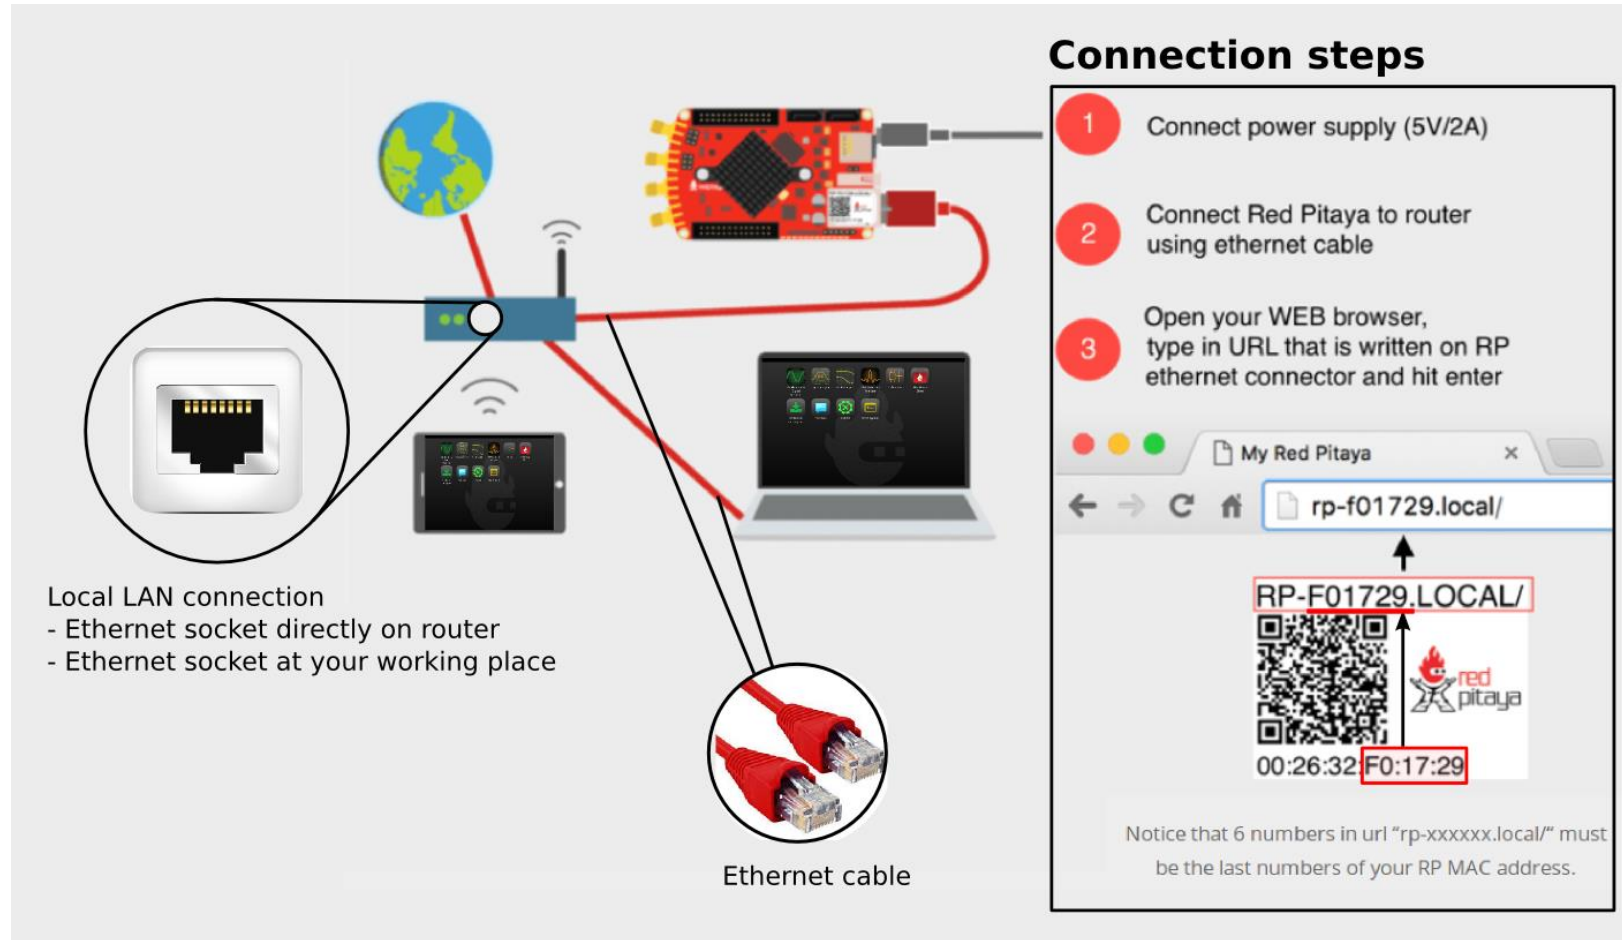 Connection steps
1
Connect power supply (5V/2A)
2
Connect Red Pitaya to router
using ethernet cable
3
Open your WEB browser,
type in URL that is written on RP
ethernet connector and hit enter
My Red Pitaya
rp-f01729.local/
RP-F01729.LOCAL/
red
pitaya
00:26:32:F0:17:29
Notice that 6 numbers in url “rp-xxxxxx.local/“ must
be the last numbers of your RP MAC address.
Local LAN connection
- Ethernet socket directly on router
- Ethernet socket at your working place
Ethernet cable